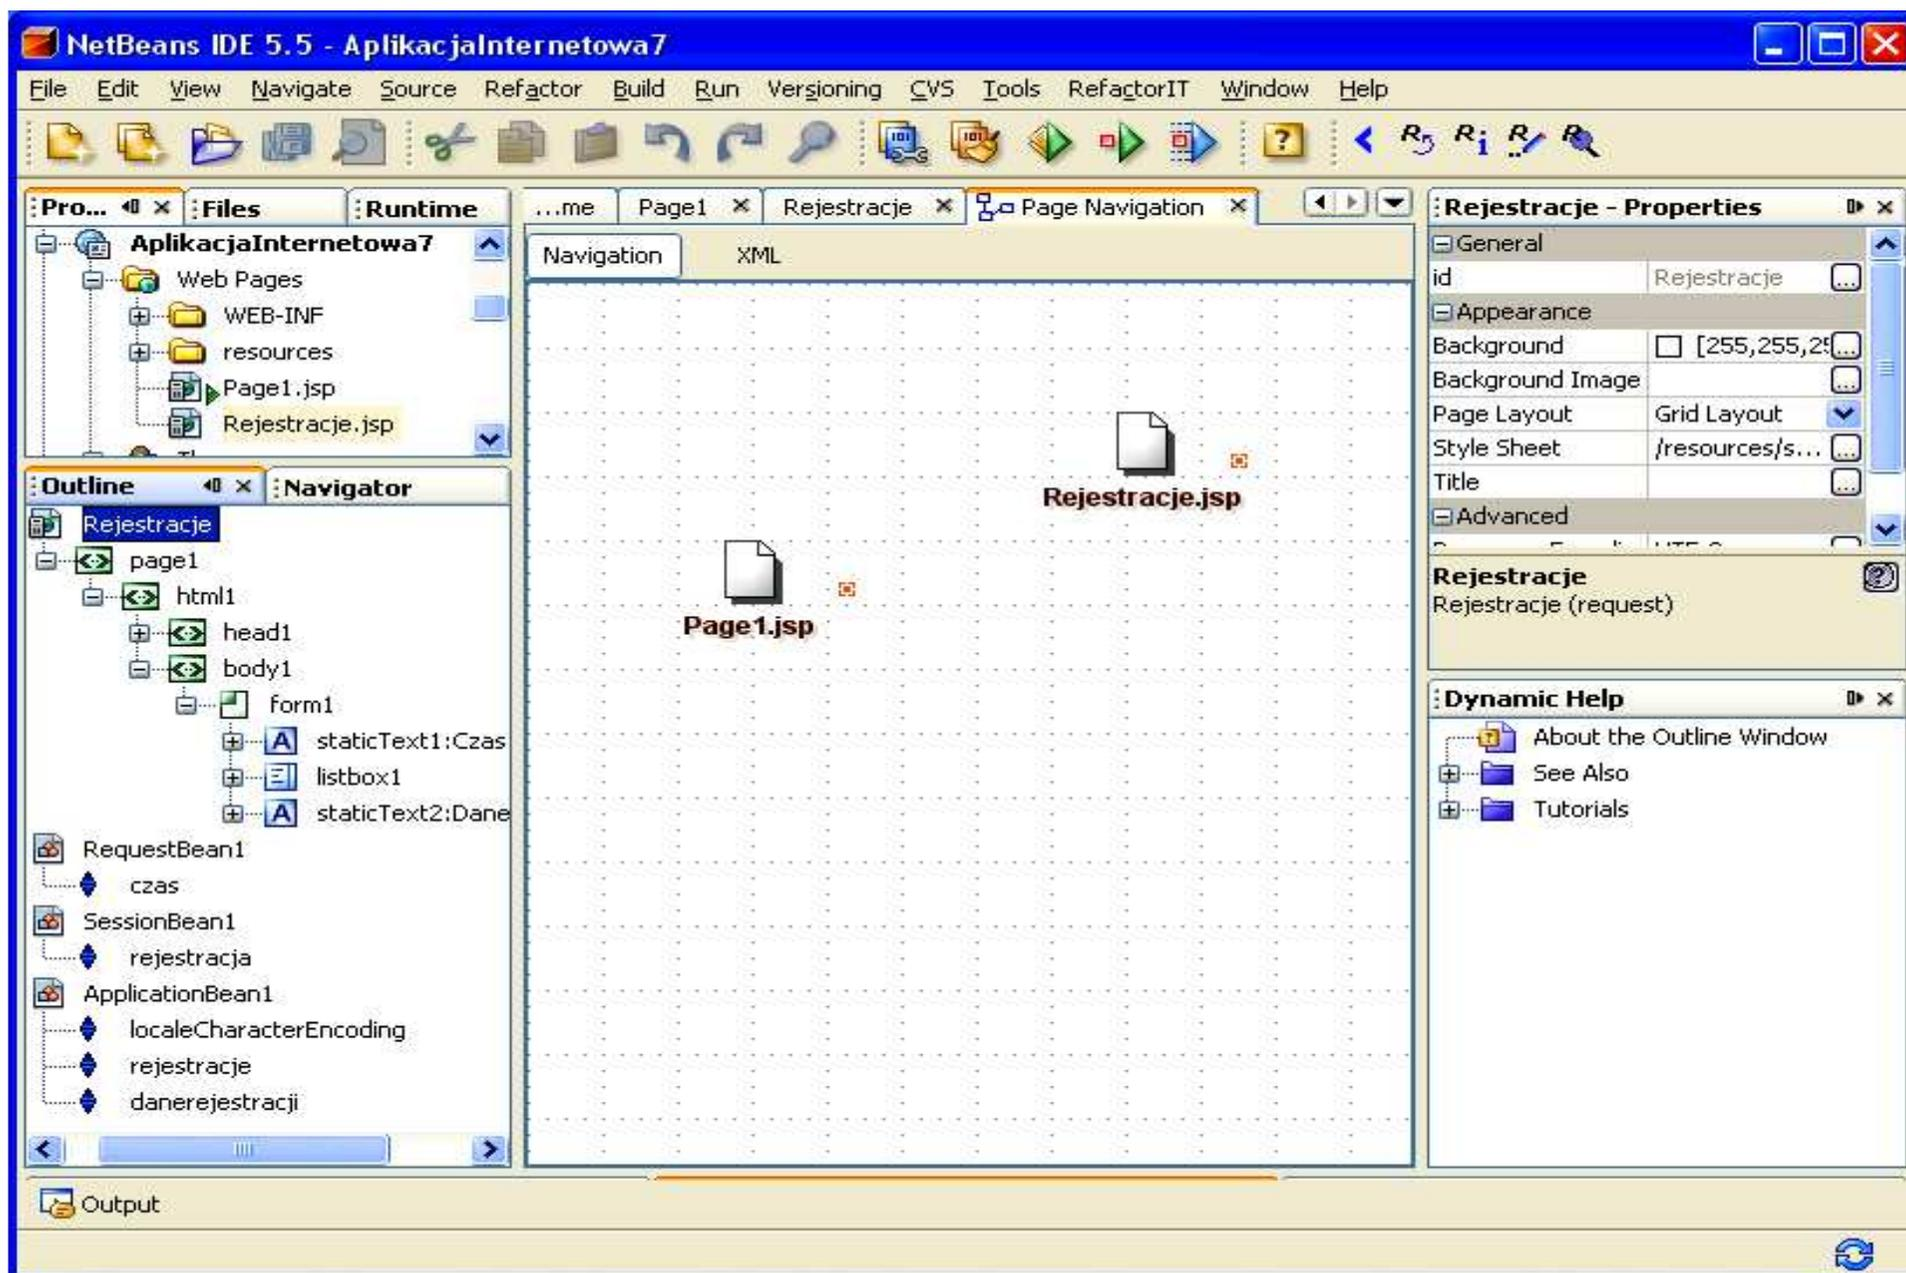 NetBeans IDE 5.5 - AplikacjaInternetowa7
File Edit View Navigate Source Refactor Build Run Versioning CVS Tools RefactorIT Window Help
Pro... Files Runtime
AplikacjaInternetowa7
Web Pages
WEB-INF
resources
Page1.jsp
Rejestracje.jsp
Outline Navigator
Rejestracje
page1
html1
head1
body1
form1
staticText1:Czas
listbox1
staticText2:Dane
RequestBean1
czas
SessionBean1
rejestracja
ApplicationBean1
localeCharacterEncoding
rejestracje
danerejestracji
...me Page1 Rejestracje Page Navigation
Navigation XML
Rejestracje.jsp
Page1.jsp
Rejestracje - Properties
General
id Rejestracje ...
Appearance
Background [255,255,25...
Background Image ...
Page Layout Grid Layout
Style Sheet /resources/s... ...
Title ...
Advanced
Rejestracje
Rejestracje (request)
Dynamic Help
About the Outline Window
See Also
Tutorials
Output